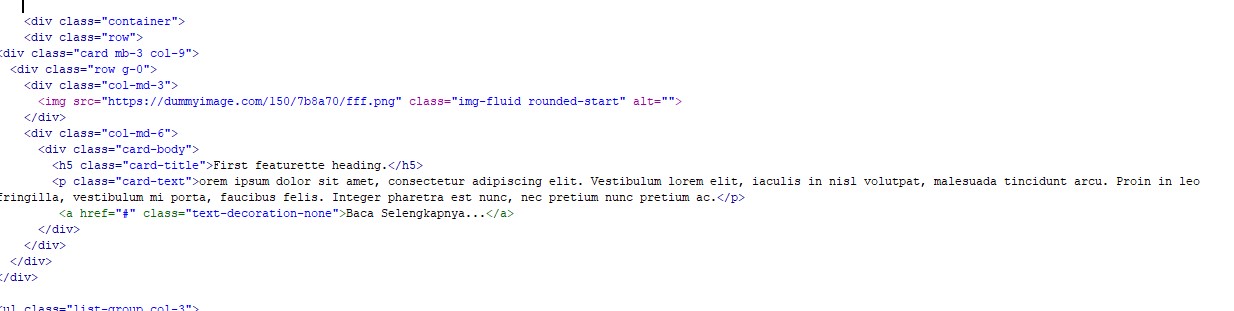 <div class="container">
<div class="row">
<div class="card mb-3 col-9">
<div class="row g-0">
<div class="col-md-3">
<img src="https://dummyimage.com/150/7b8a70/fff.png" class="img-fluid rounded-start" alt="">
</div>
<div class="col-md-6">
<div class="card-body">
<h5 class="card-title">First featurette heading.</h5>
<p class="card-text">orem ipsum dolor sit amet, consectetur adipiscing elit. Vestibulum lorem elit, iaculis in nisl volutpat, malesuada tincidunt arcu. Proin in leo
fringilla, vestibulum mi porta, faucibus felis. Integer pharetra est nunc, nec pretium nunc pretium ac.</p>
<a href="#" class="text-decoration-none">Baca Selengkapnya...</a>
</div>
</div>
</div>
</div>
<ul class="list-group col-3">